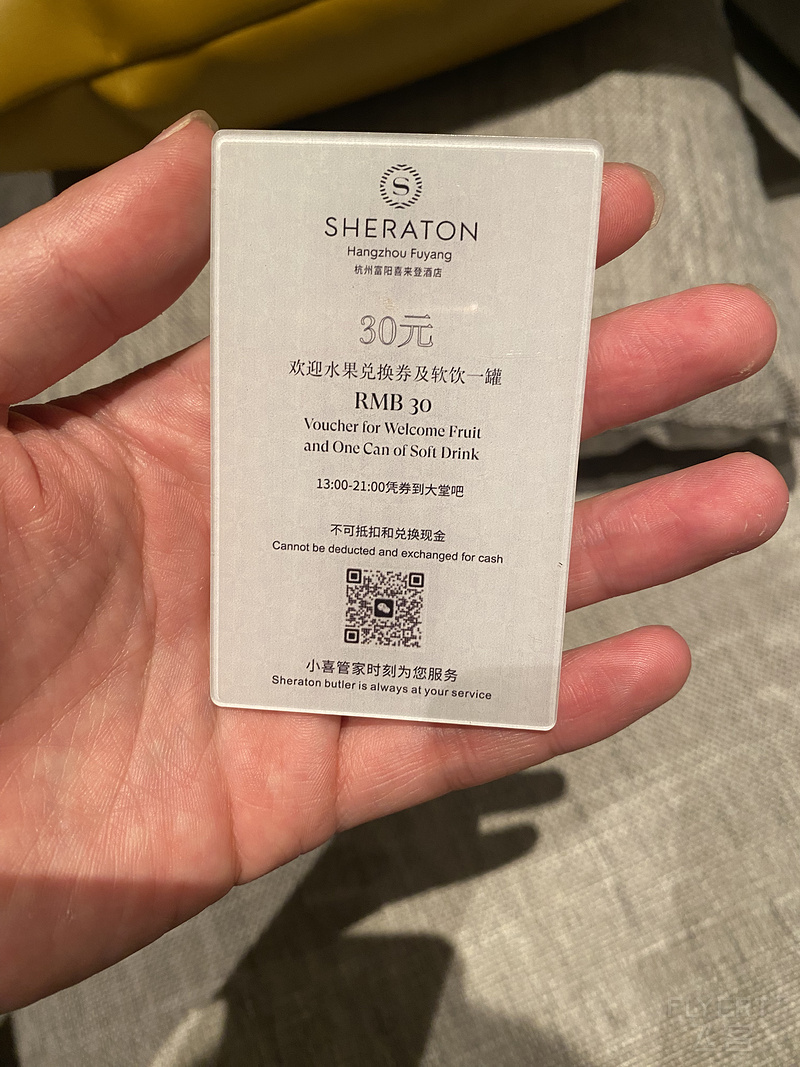 S
SHERATON
Hangzhou Fuyang
杭州富阳喜来登酒店
30元
欢迎水果兑换券及软饮一罐
RMB 30
Voucher for Welcome Fruit
and One Can of Soft Drink
13:00-21:00凭券到大堂吧
不可抵扣和兑换现金
Cannot be deducted and exchanged for cash
小喜管家时刻为您服务
Sheraton butler is always at your service